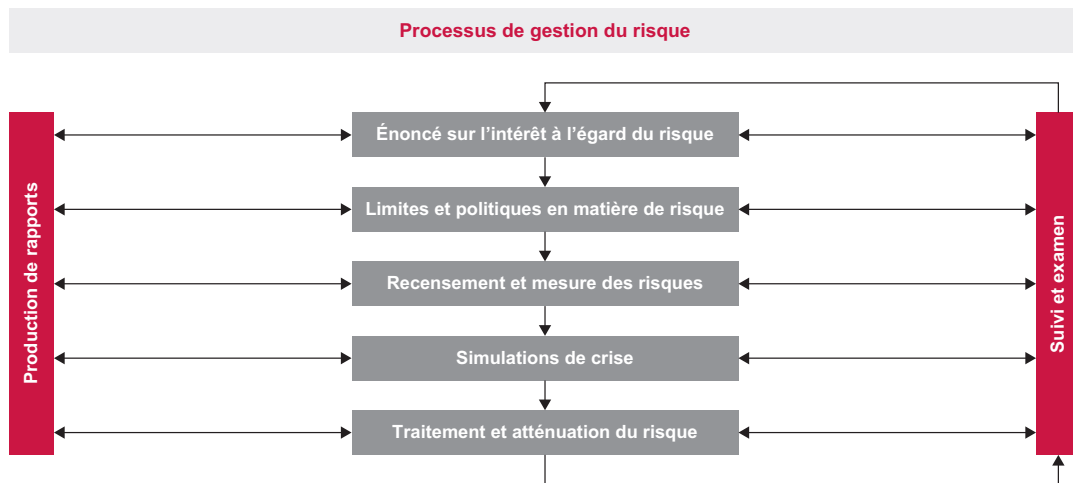 Processus de gestion du risque
Énoncé sur l'intérêt à l'égard du risque
Limites et politiques en matière de risque
Recensement et mesure des risques
Simulations de crise
Traitement et atténuation du risque
Production de rapports
Suivi et examen